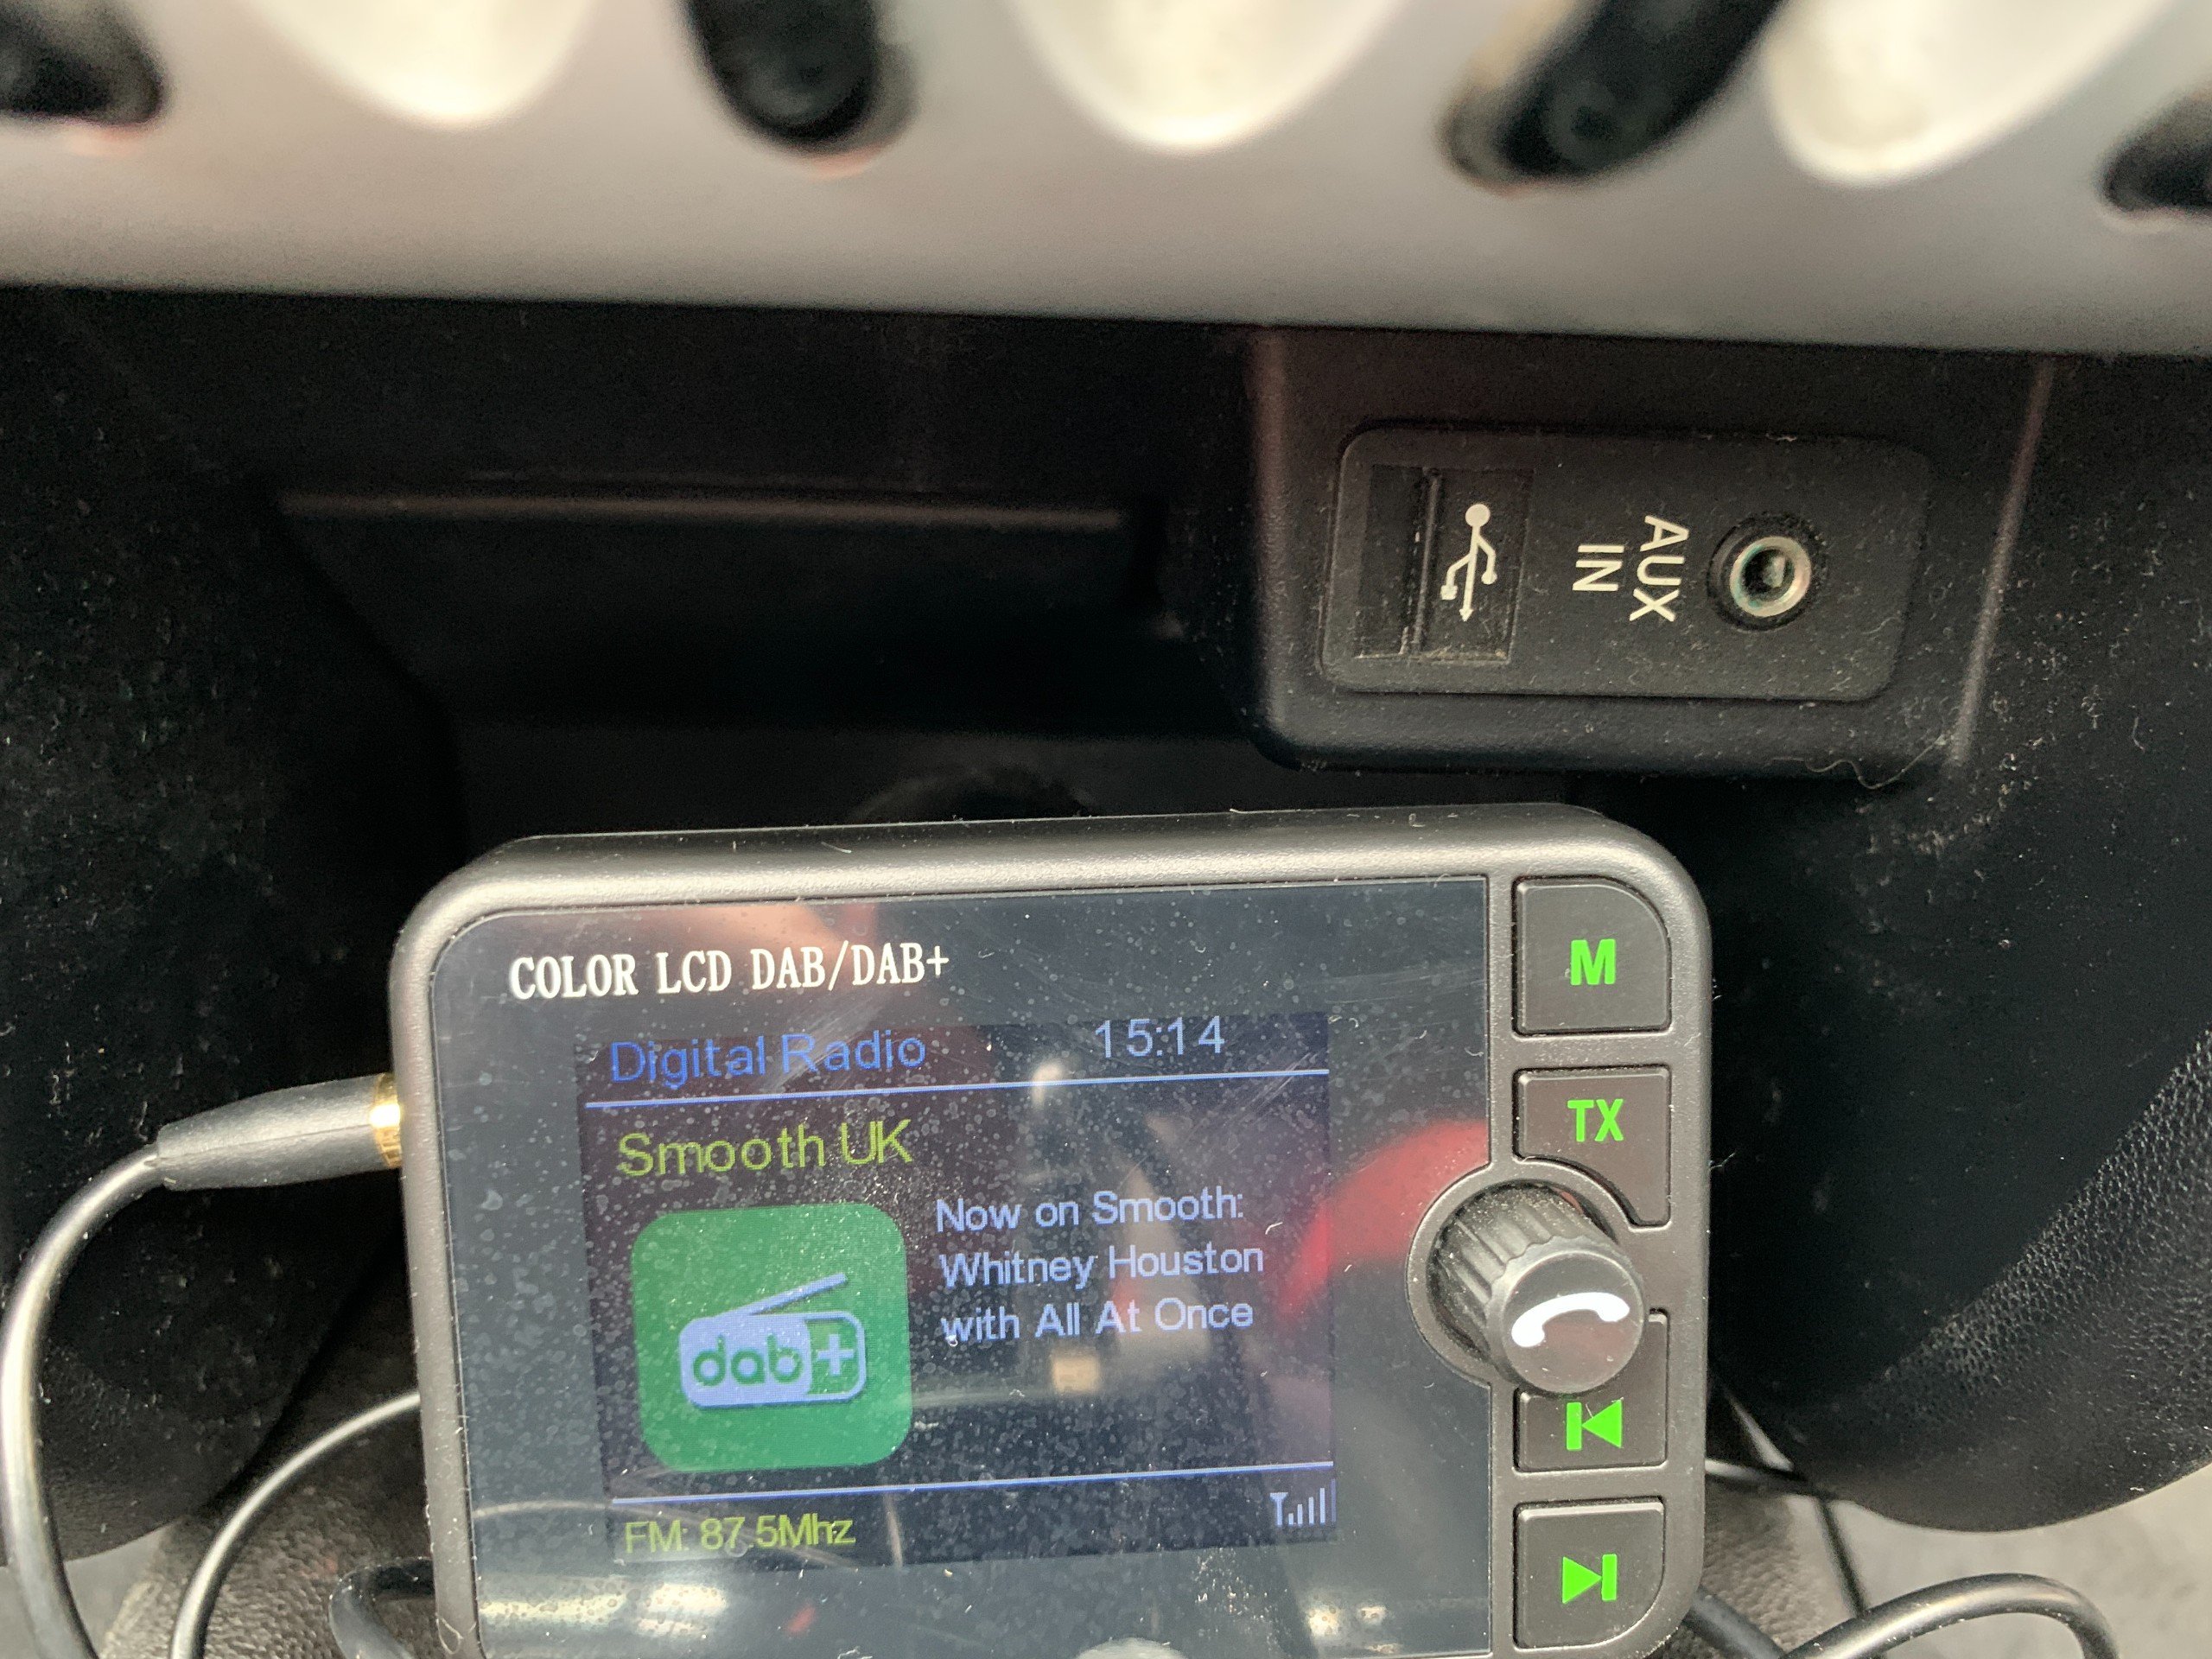 AUX
IN
COLOR LCD DAB/DAB+
M
Digital Radio 15:14
TX
Smooth UK
Now on Smooth:
Whitney Houston
with All At Once
dab+
FM: 87.5Mhz